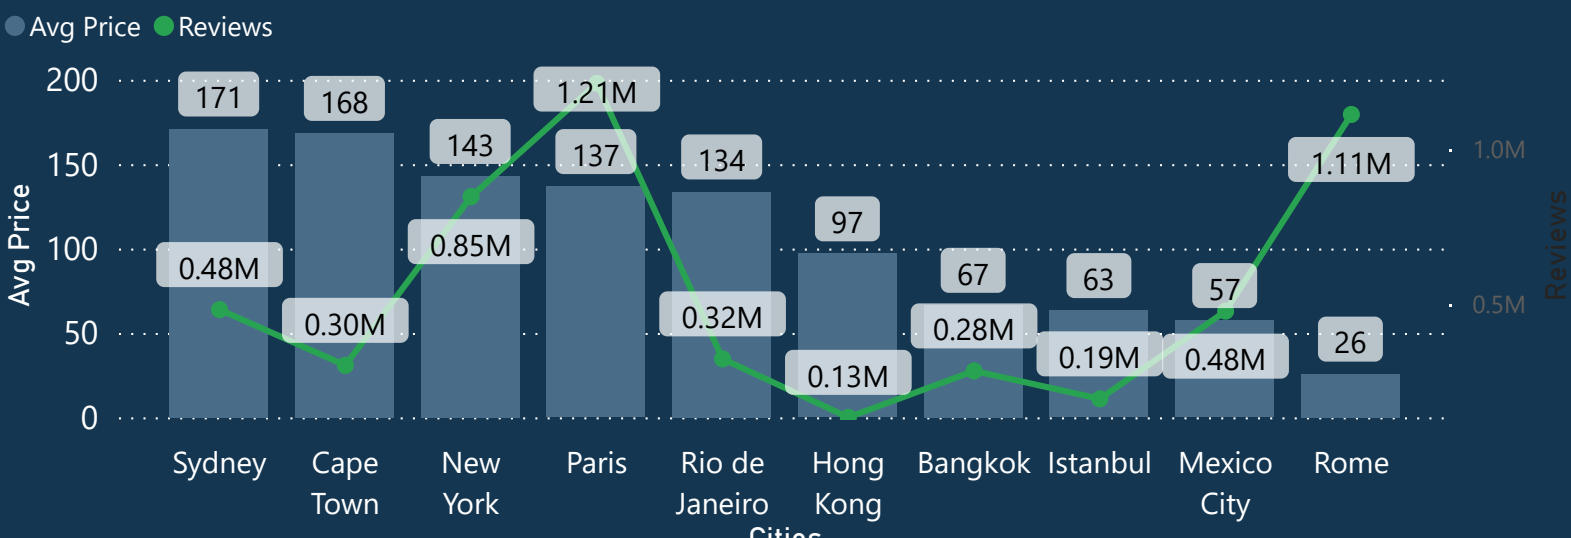 Avg Price Reviews
200
150
100
50
0
Avg Price
171
168
143
1.21M
137
134
97
67
63
57
26
0.48M
0.30M
0.85M
0.32M
0.13M
0.28M
0.19M
0.48M
1.11M
1.0M
0.5M
Reviews
Sydney
Cape
Town
New
York
Paris
Rio de
Janeiro
Hong
Kong
Bangkok
Istanbul
Mexico
City
Rome
Cities